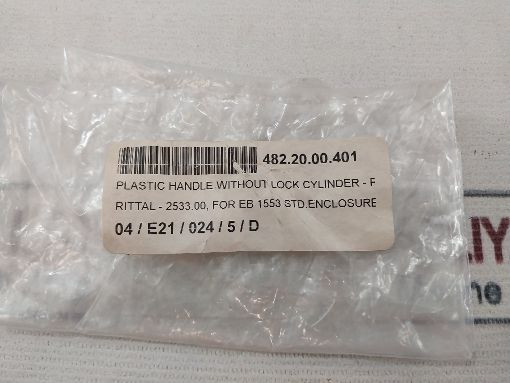 482.20.00.401
PLASTIC HANDLE WITHOUT LOCK CYLINDER -
RITTAL - 2533.00, FOR EB 1553 STD.ENCLOSURE
04 / E21 / 024 / 5 / D